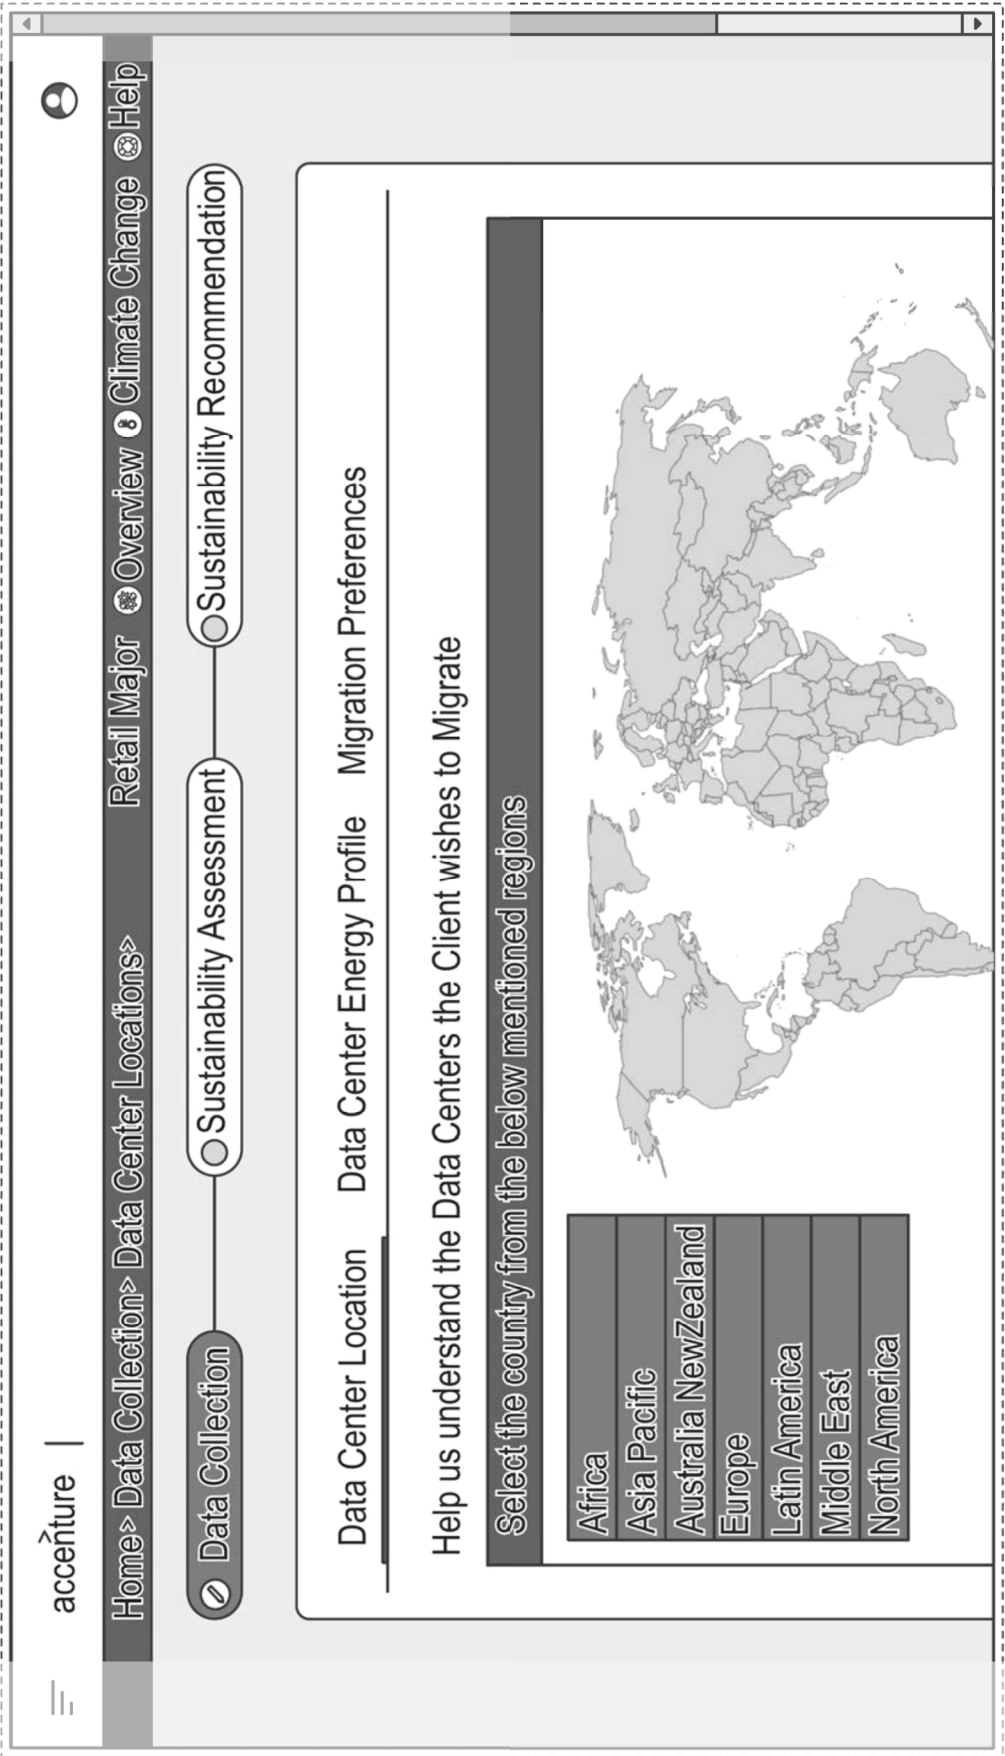 accenture
Home> Data Collection> Data Center Locations> Retail Major Overview Climate Change Help
Data Collection Sustainability Assessment Sustainability Recommendation
Data Center Location Data Center Energy Profile Migration Preferences
Help us understand the Data Centers the Client wishes to Migrate
Select the country from the below mentioned regions
Africa
Asia Pacific
Australia NewZealand
Europe
Latin America
Middle East
North America